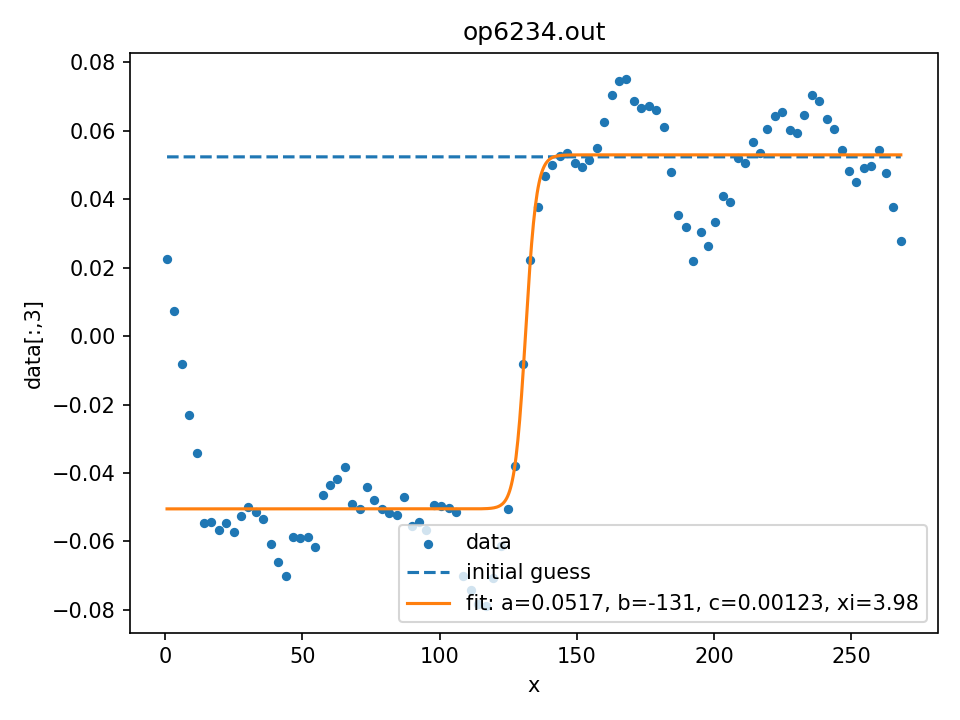 op6234.out
0.08
0.06
0.04
0.02
0.00
−0.02
−0.04
−0.06
−0.08
data[:,3]
data
initial guess
fit: a=0.0517, b=-131, c=0.00123, xi=3.98
0 50 100 150 200 250
x